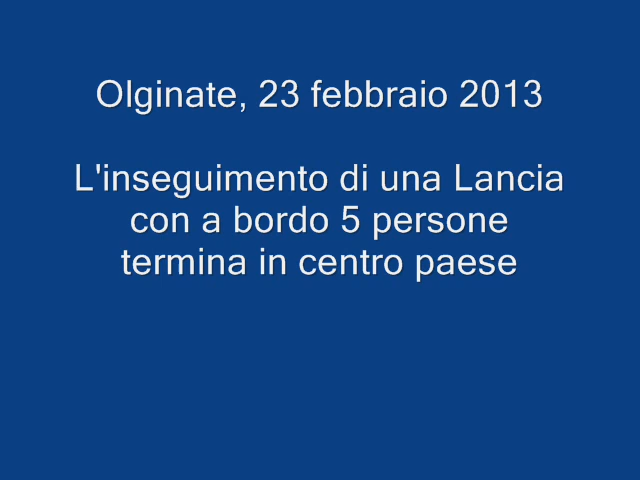 Olginate, 23 febbraio 2013
L'inseguimento di una Lancia
con a bordo 5 persone
termina in centro paese